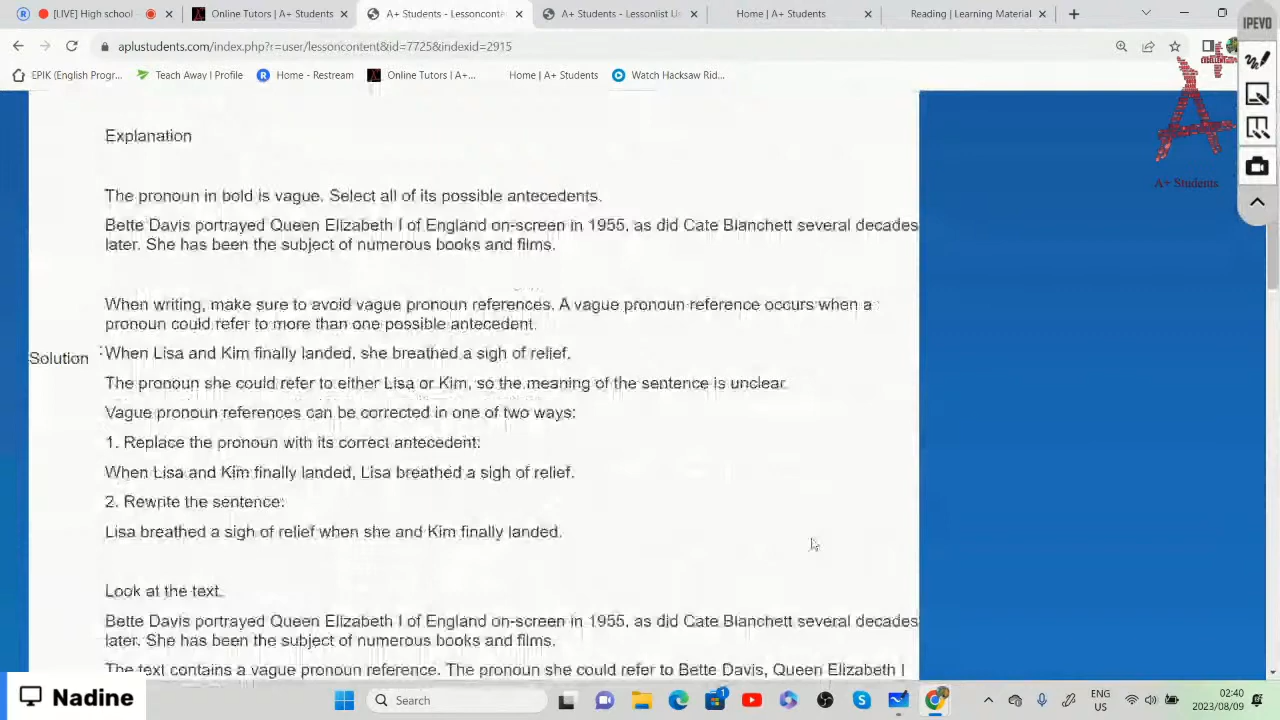 [LIVE] High school -
Online Tutors | A+ Students
A+ Students - Lessonconte
A+ Students - Lessonlist Us
Home | A+ Students
Reading | Learning Material
IPEVO
aplustudents.com/index.php?r=user/lessoncontent&id=7725&indexid=2915
EPIK (English Progr...
Teach Away | Profile
Home - Restream
Online Tutors | A+...
Home | A+ Students
Watch Hacksaw Rid...
A+ Students
Explanation
The pronoun in bold is vague. Select all of its possible antecedents.
Bette Davis portrayed Queen Elizabeth I of England on-screen in 1955, as did Cate Blanchett several decades
later. She has been the subject of numerous books and films.
When writing, make sure to avoid vague pronoun references. A vague pronoun reference occurs when a
pronoun could refer to more than one possible antecedent.
Solution :
When Lisa and Kim finally landed, she breathed a sigh of relief.
The pronoun she could refer to either Lisa or Kim, so the meaning of the sentence is unclear.
Vague pronoun references can be corrected in one of two ways:
1. Replace the pronoun with its correct antecedent:
When Lisa and Kim finally landed, Lisa breathed a sigh of relief.
2. Rewrite the sentence:
Lisa breathed a sigh of relief when she and Kim finally landed.
Look at the text.
Bette Davis portrayed Queen Elizabeth I of England on-screen in 1955, as did Cate Blanchett several decades
later. She has been the subject of numerous books and films.
The text contains a vague pronoun reference. The pronoun she could refer to Bette Davis, Queen Elizabeth I
Nadine
Search
1
ENG
US
02:40
2023/08/09